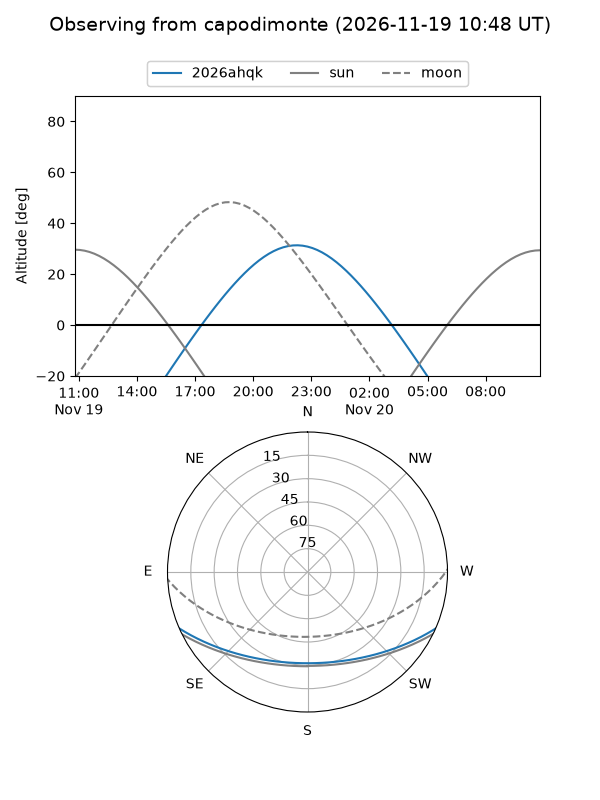 Observing from capodimonte (2026-11-19 10:48 UT)
2026ahqk sun moon
Altitude [deg]
80
60
40
20
0
−20
11:00 14:00 17:00 20:00 23:00 02:00 05:00 08:00
Nov 19 Nov 20
N
NE NW
15
30
45
60
75
E W
SE SW
S